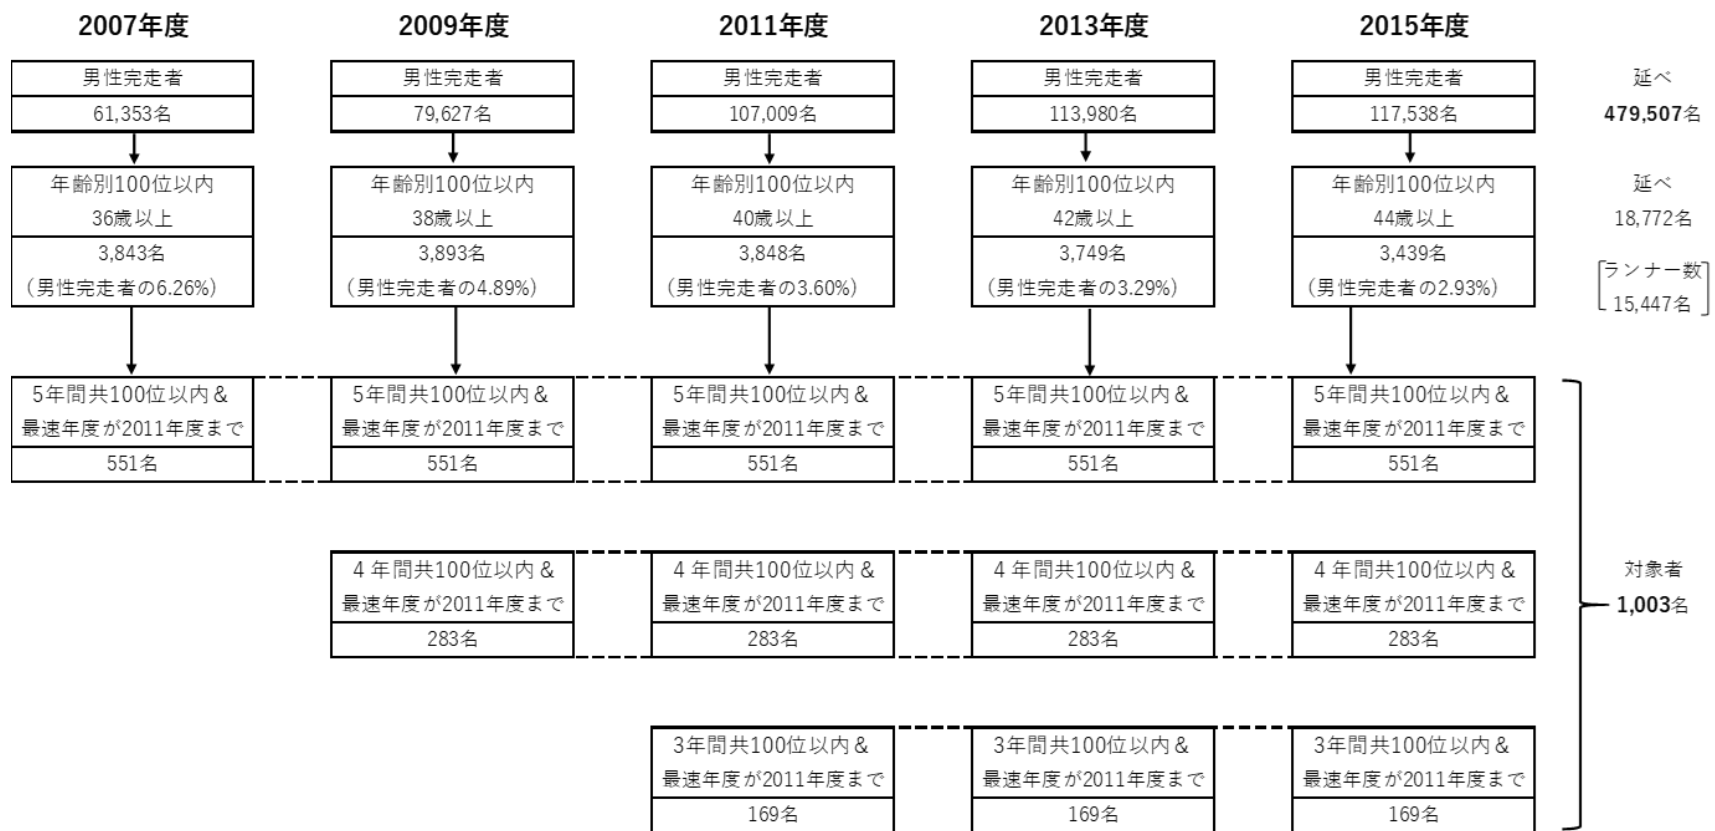 2007年度 2009年度 2011年度 2013年度 2015年度
男性完走者 男性完走者 男性完走者 男性完走者 男性完走者 延べ
61,353名 79,627名 107,009名 113,980名 117,538名 479,507名
年齢別100位以内 年齢別100位以内 年齢別100位以内 年齢別100位以内 年齢別100位以内 延べ
36歳以上 38歳以上 40歳以上 42歳以上 44歳以上 18,772名
3,843名 3,893名 3,848名 3,749名 3,439名 ランナー数
（男性完走者の6.26%） （男性完走者の4.89%） （男性完走者の3.60%） （男性完走者の3.29%） （男性完走者の2.93%） 15,447名
5年間共100位以内＆ 5年間共100位以内＆ 5年間共100位以内＆ 5年間共100位以内＆ 5年間共100位以内＆
最速年度が2011年度まで 最速年度が2011年度まで 最速年度が2011年度まで 最速年度が2011年度まで 最速年度が2011年度まで
551名 551名 551名 551名 551名
４年間共100位以内＆ ４年間共100位以内＆ ４年間共100位以内＆ ４年間共100位以内＆ 対象者
最速年度が2011年度まで 最速年度が2011年度まで 最速年度が2011年度まで 最速年度が2011年度まで 1,003名
283名 283名 283名 283名
3年間共100位以内＆ 3年間共100位以内＆ 3年間共100位以内＆
最速年度が2011年度まで 最速年度が2011年度まで 最速年度が2011年度まで
169名 169名 169名